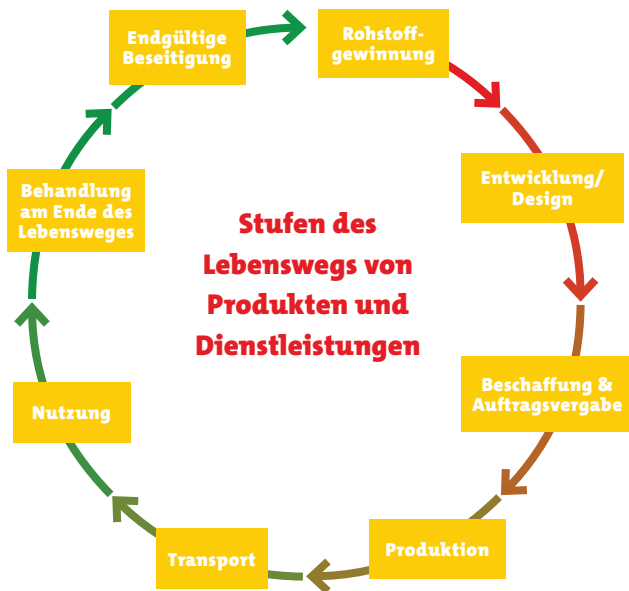 Stufen des
Lebenswegs von
Produkten und
Dienstleistungen
Rohstoff-
gewinnung
Entwicklung/
Design
Beschaffung &
Auftragsvergabe
Produktion
Transport
Nutzung
Behandlung
am Ende des
Lebensweges
Endgültige
Beseitigung